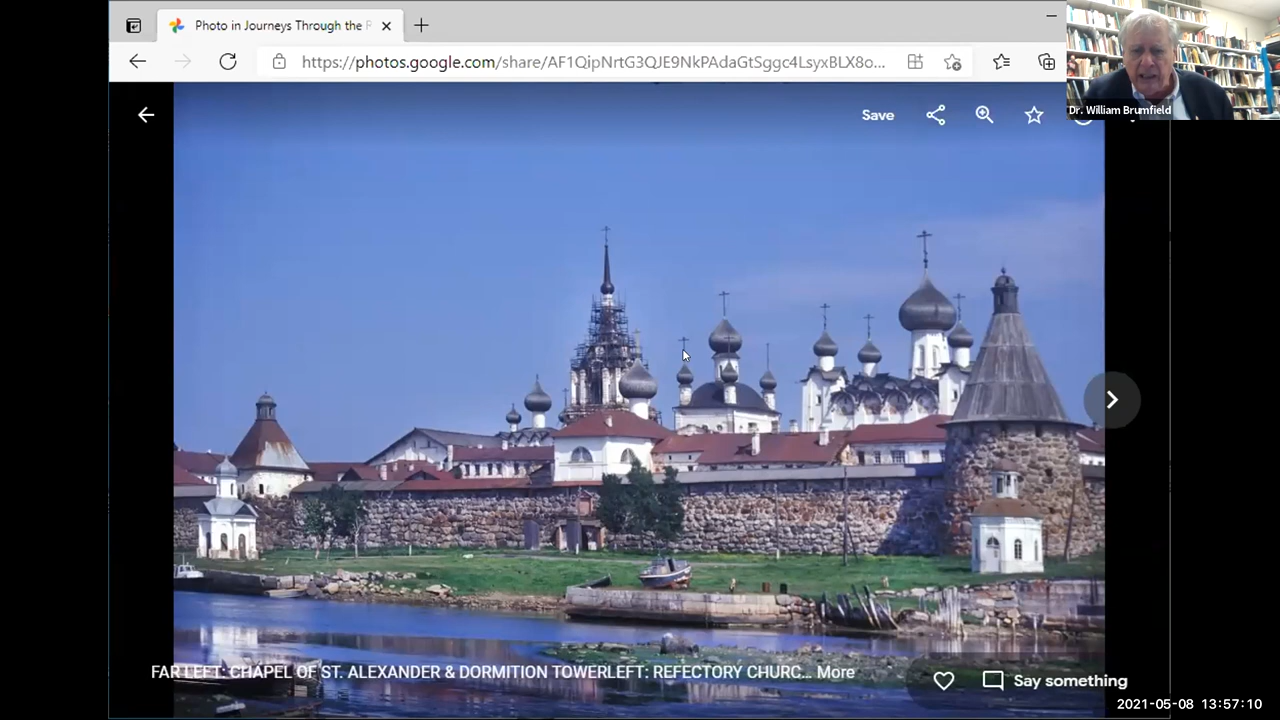 Photo in Journeys Through the R
https://photos.google.com/share/AF1QipNrtG3QJE9NkPAdaGtSggc4LsyxBLX8o...
Dr. William Brumfield
Save
FAR LEFT: CHAPEL OF ST. ALEXANDER & DORMITION TOWERLEFT: REFECTORY CHURC... More
Say something
2021-05-08 13:57:10